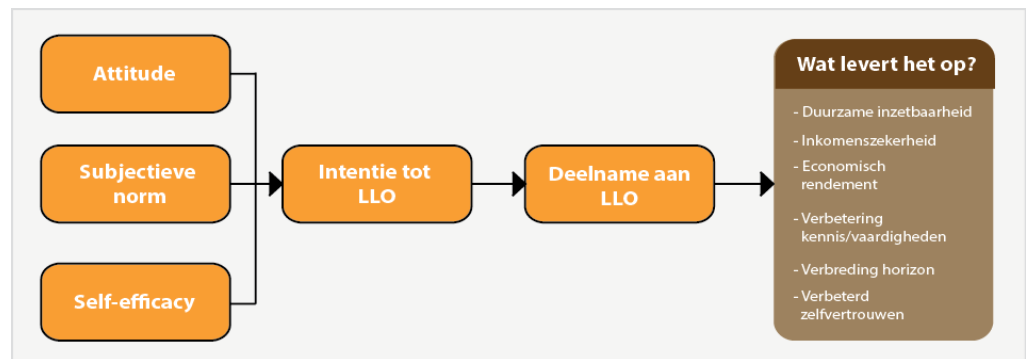 Attitude
Subjectieve
norm
Self-efficacy
Intentie tot
LLO
Deelname aan
LLO
Wat levert het op?
- Duurzame inzetbaarheid
- Inkomenszekerheid
- Economisch
rendement
- Verbetering
kennis/vaardigheden
- Verbreding horizon
- Verbeterd
zelfvertrouwen